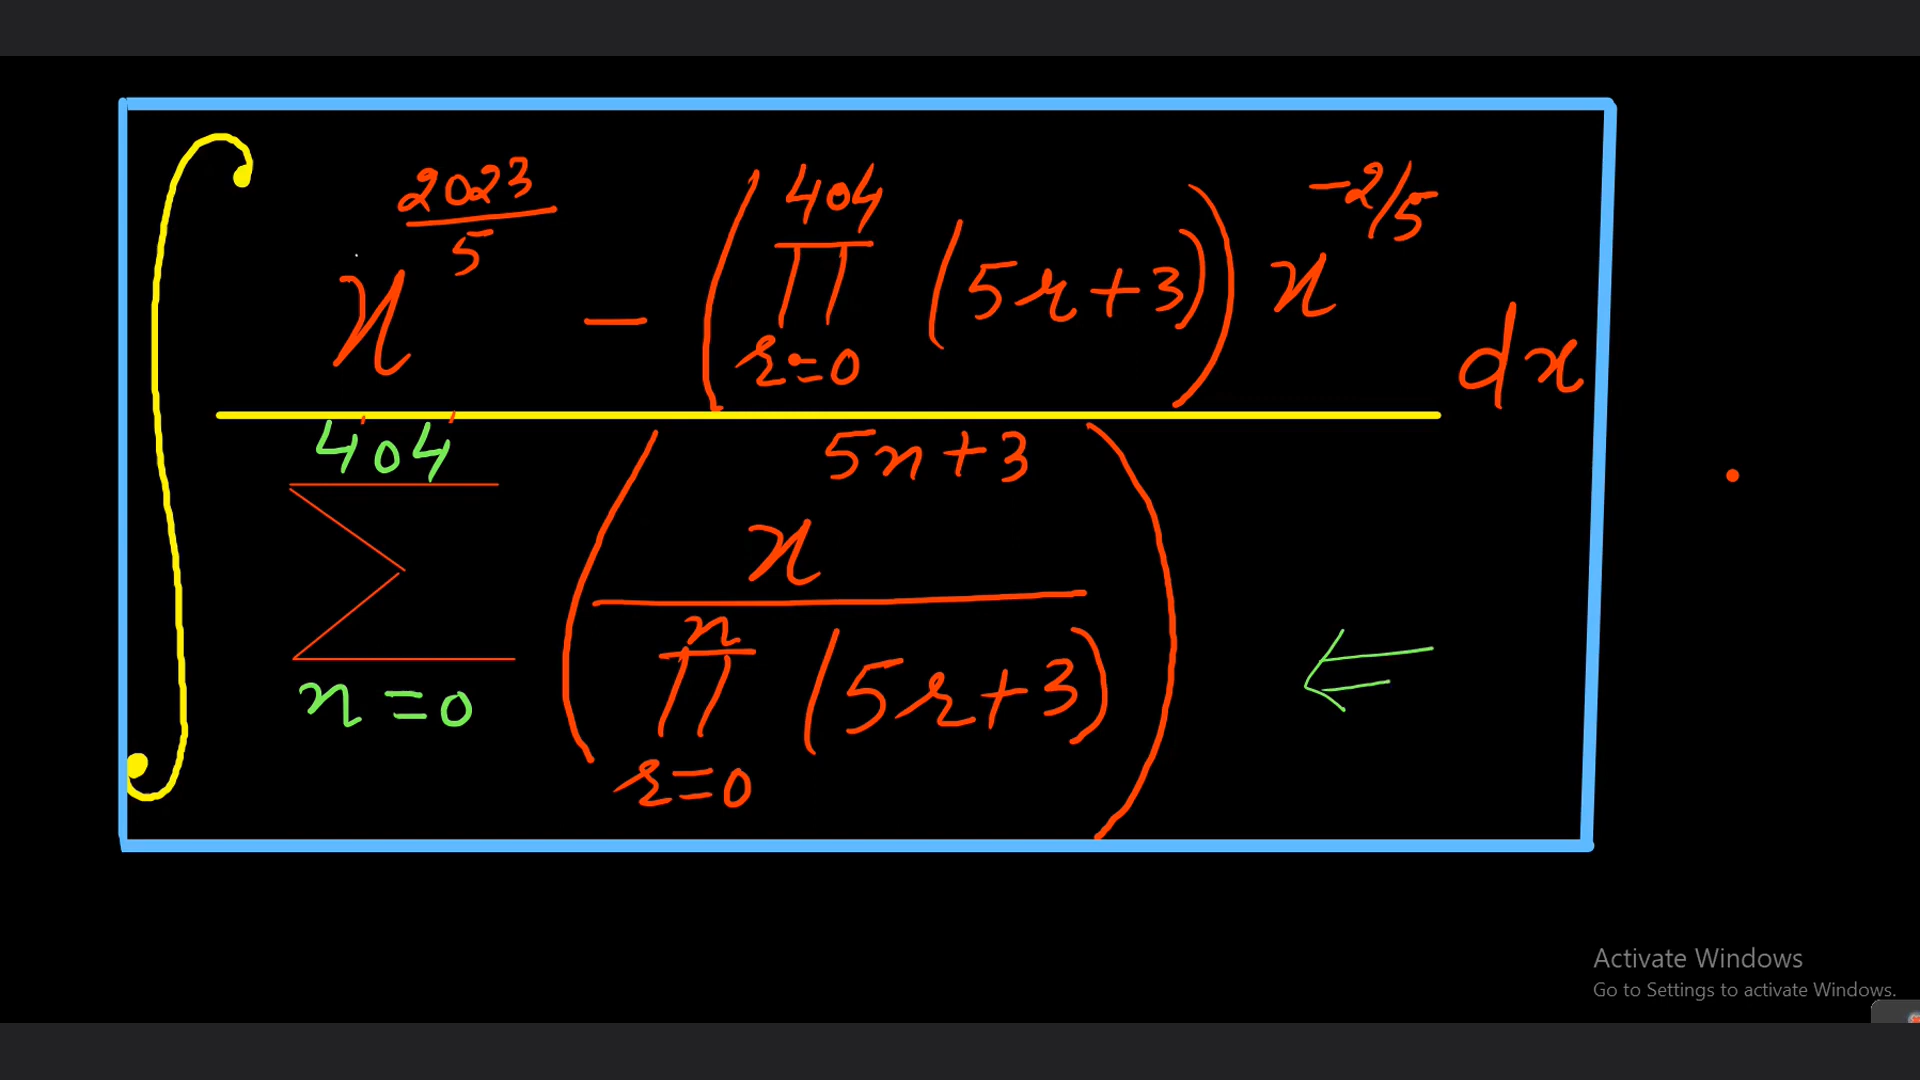 ∫ x^(2023/5) − (∏_{r=0}^{404} (5r+3)) x^(−2/5) dx
404 Σ n=0 ( x^(5n+3) / ∏_{r=0}^{n} (5r+3) )
Activate Windows
Go to Settings to activate Windows.